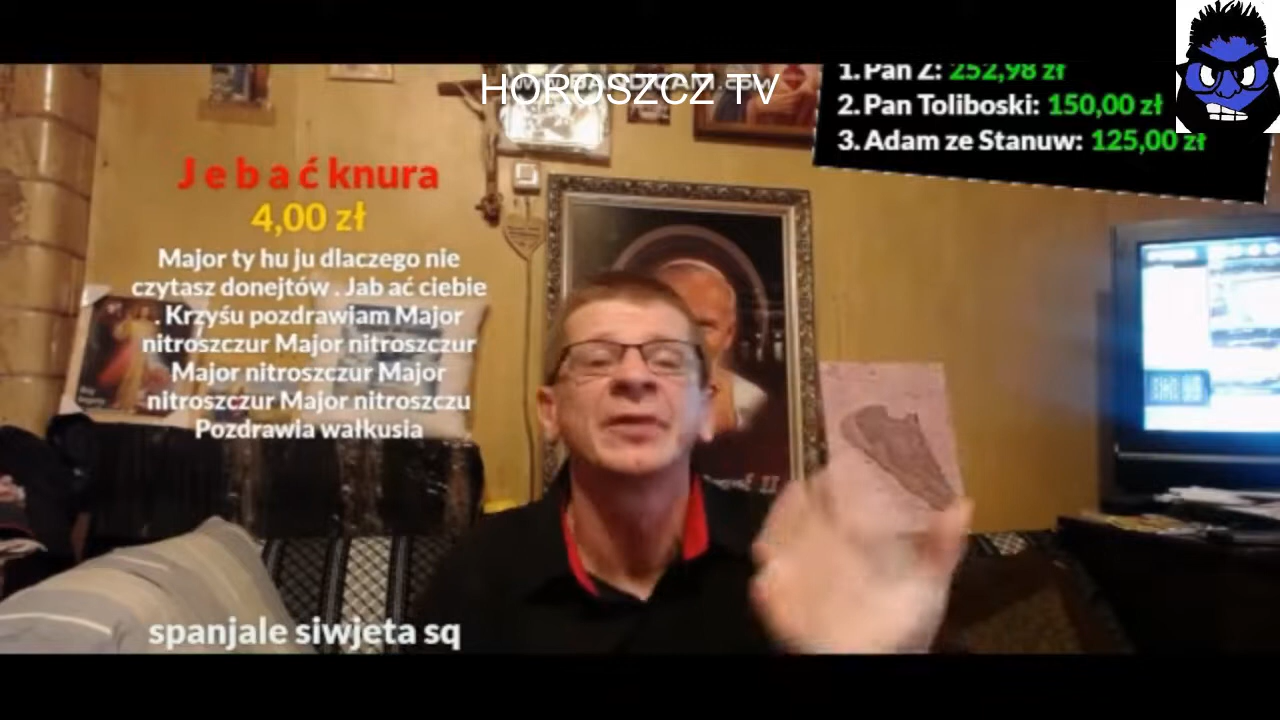 HOROSZCZ TV
1. Pan Z: 252,98 zł
2. Pan Toliboski: 150,00 zł
3. Adam ze Stanuw: 125,00 zł
J e b a ć knura
4,00 zł
Major ty hu ju dlaczego nie
czytasz donejtów . Jab ać ciebie
. Krzyśu pozdrawiam Major
nitroszczur Major nitroszczur
Major nitroszczur Major
nitroszczur Major nitroszczu
Pozdrawia wałkusia
II
spanjale siwjeta sq